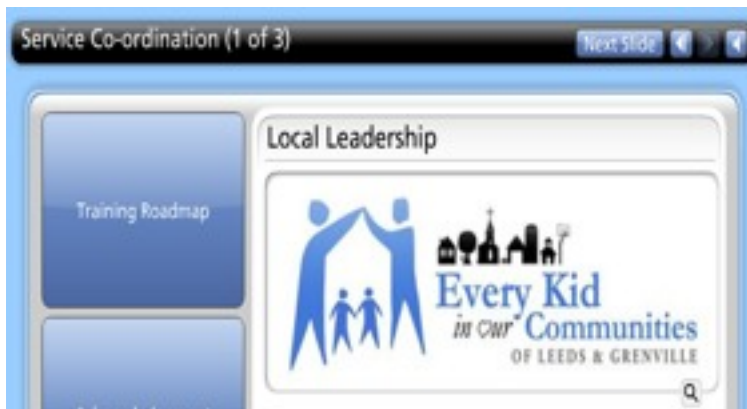 Service Co-ordination (1 of 3)
Next Slide
Local Leadership
Training Roadmap
Every Kid
in our Communities
OF LEEDS & GRENVILLE